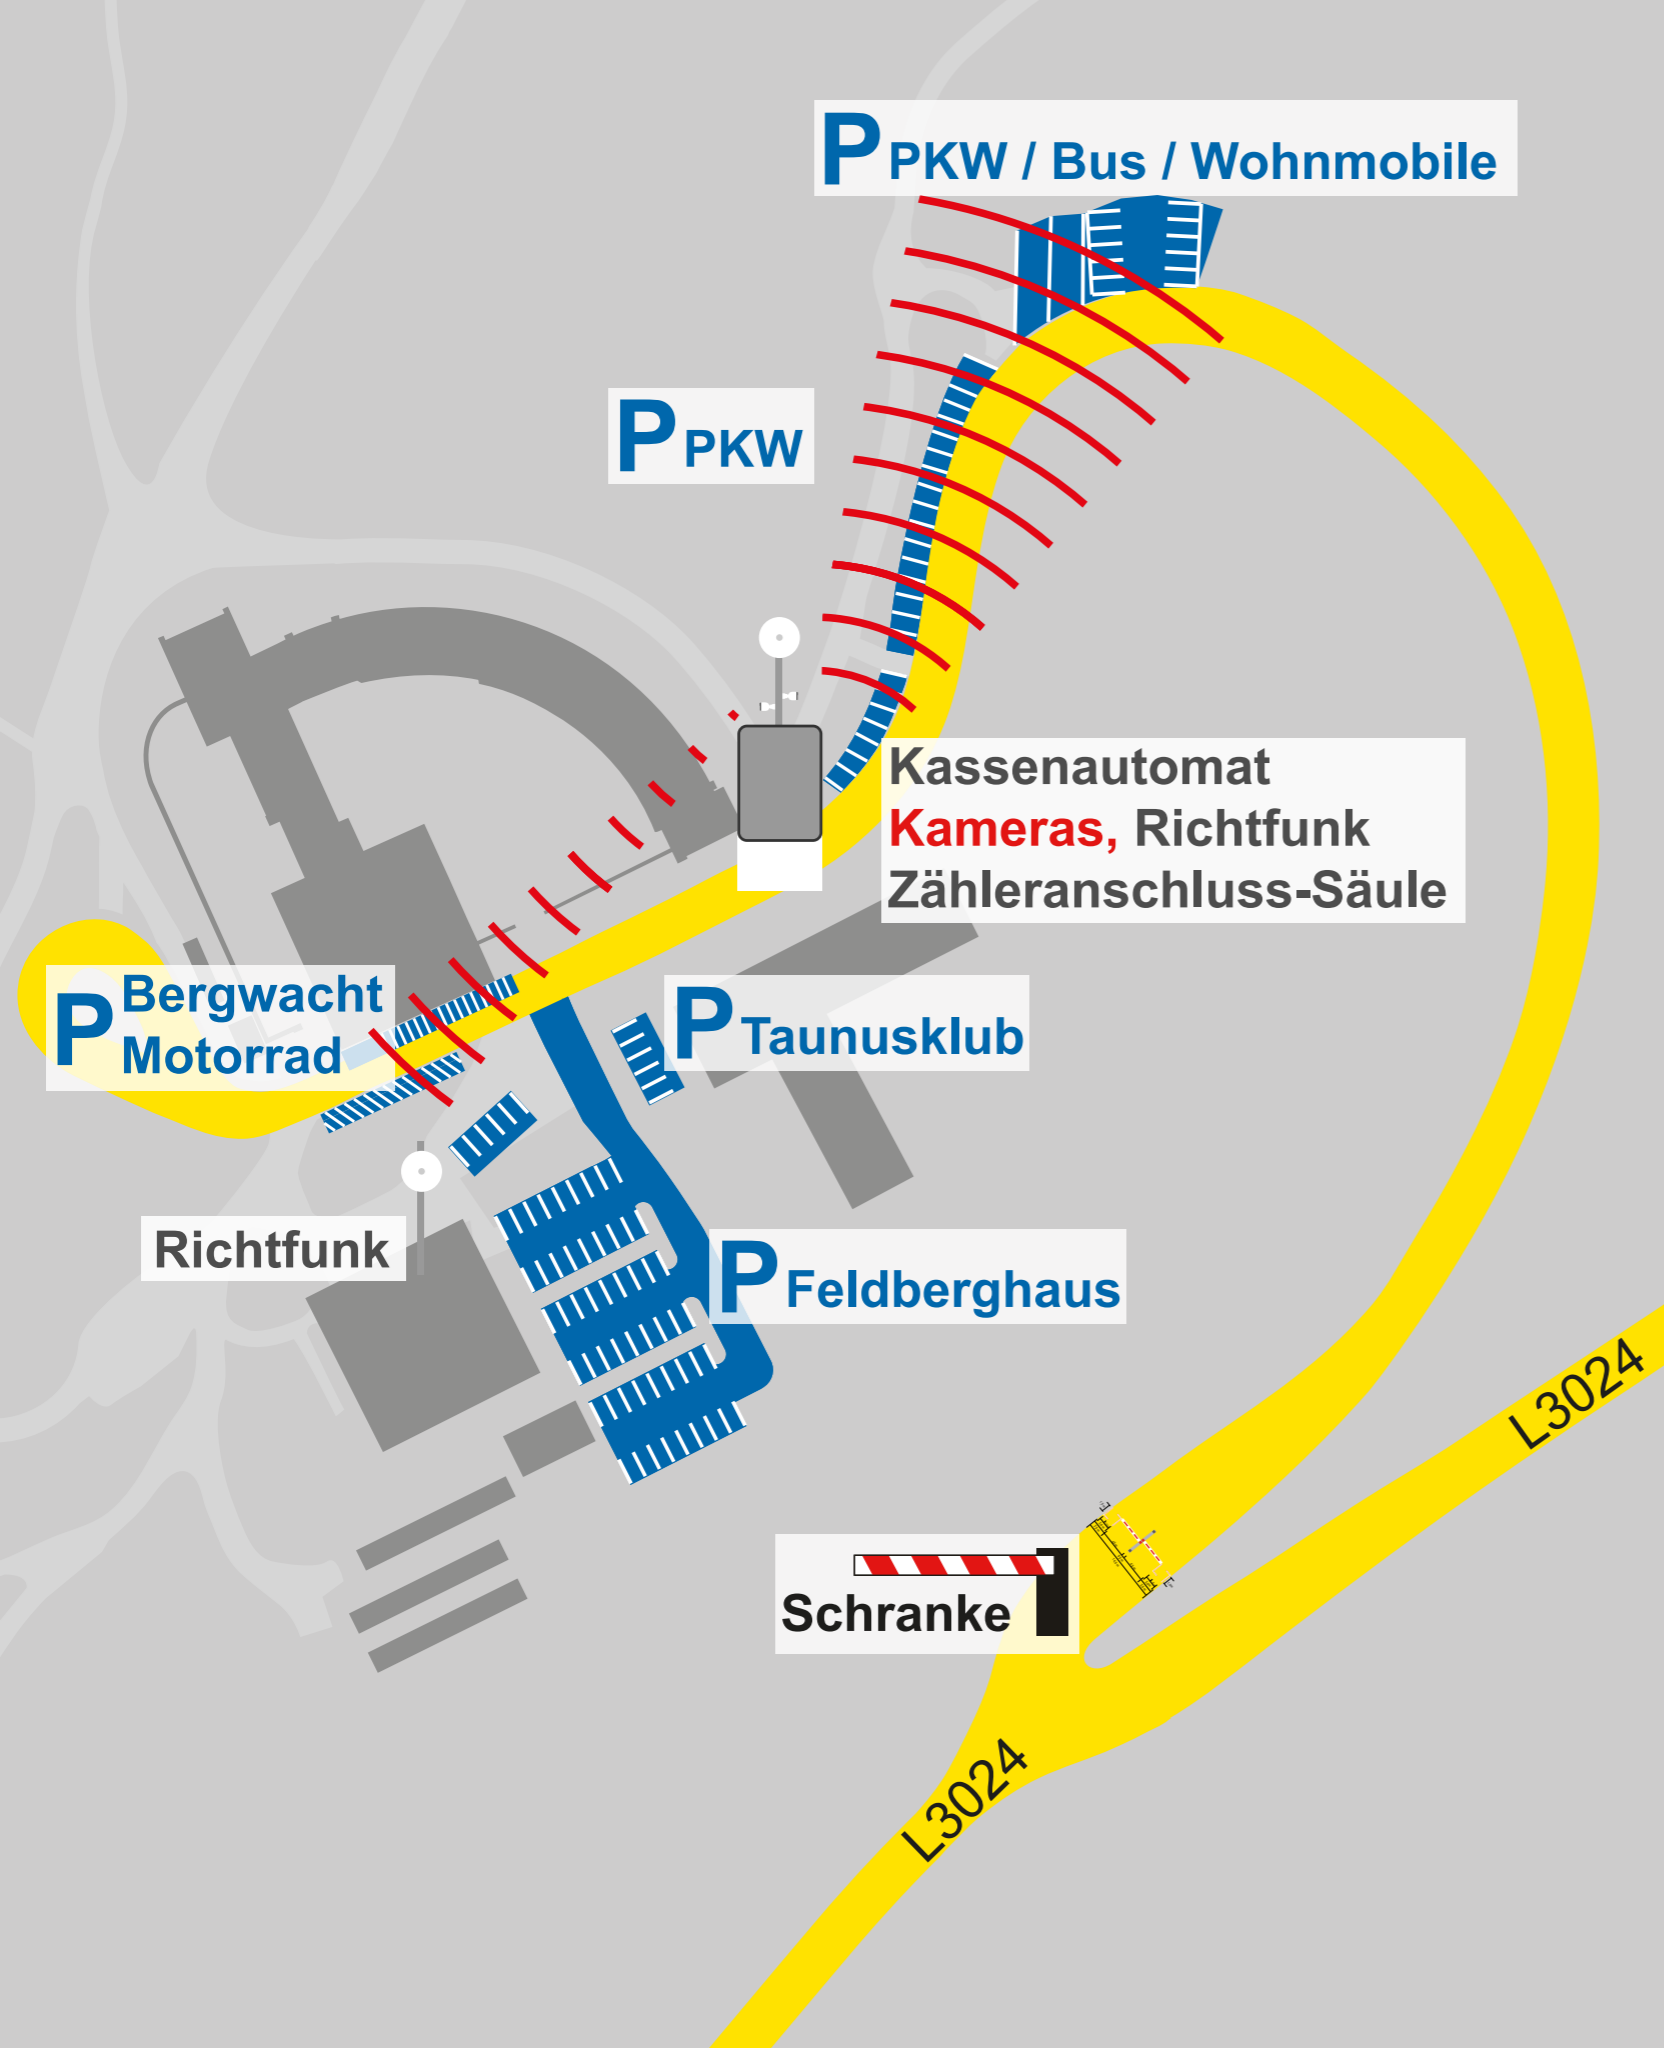 P PKW / Bus / Wohnmobile
P PKW
Kassenautomat
Kameras, Richtfunk
Zähleranschluss-Säule
P Bergwacht
Motorrad
P Taunusklub
Richtfunk
P Feldberghaus
L3024
Schranke
L3024